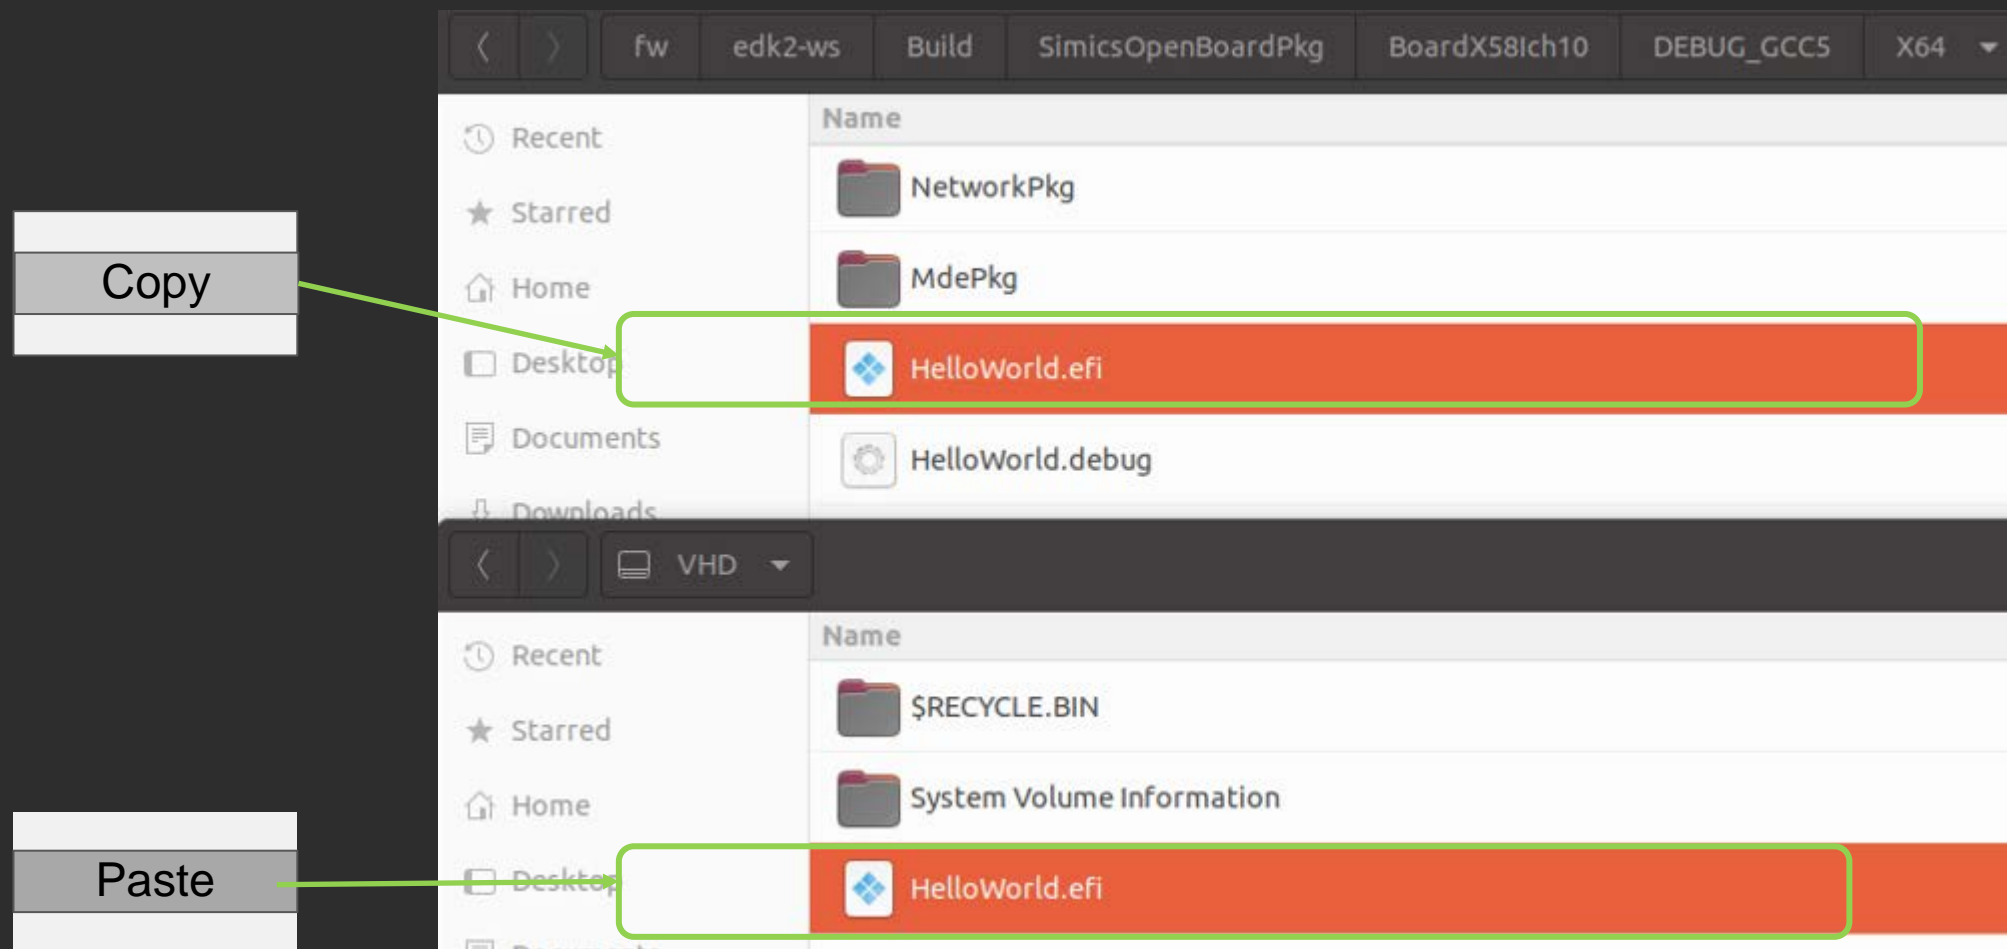 fw edk2-ws Build SimicsOpenBoardPkg BoardX58Ich10 DEBUG_GCC5 X64
Name
Recent
NetworkPkg
Starred
MdePkg
Copy
Home
HelloWorld.efi
Desktop
Documents
HelloWorld.debug
Downloads
VHD
Name
Recent
$RECYCLE.BIN
Starred
System Volume Information
Home
Paste
Desktop
HelloWorld.efi